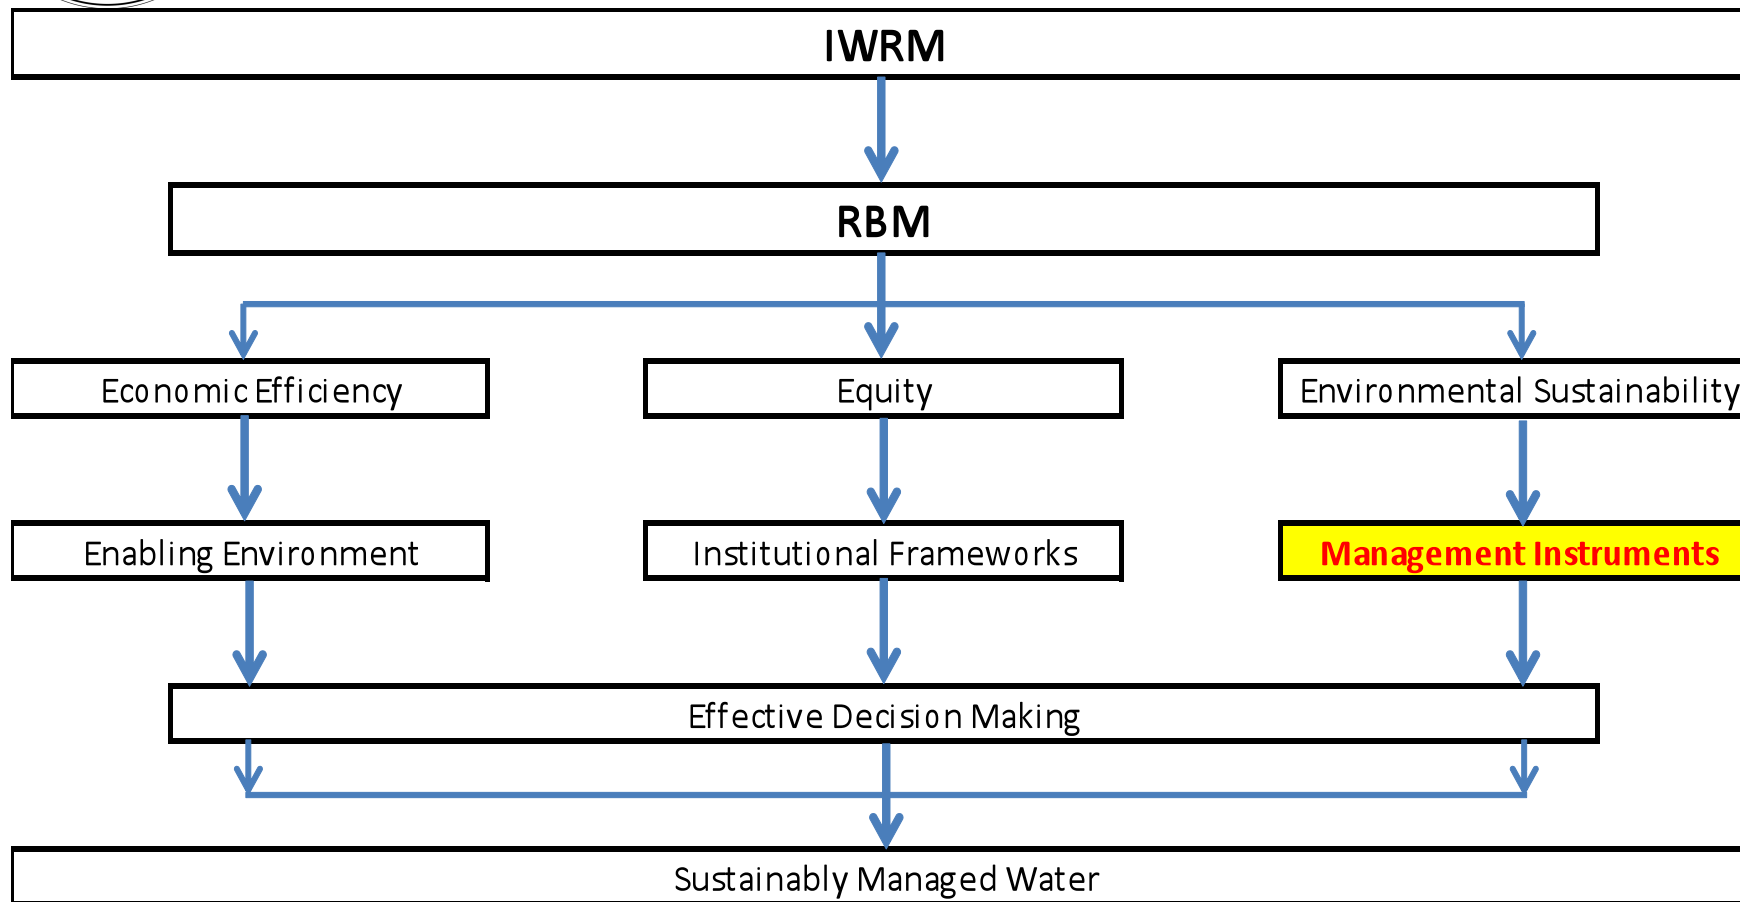 IWRM
RBM
Economic Efficiency
Equity
Environmental Sustainability
Enabling Environment
Institutional Frameworks
Management Instruments
Effective Decision Making
Sustainably Managed Water